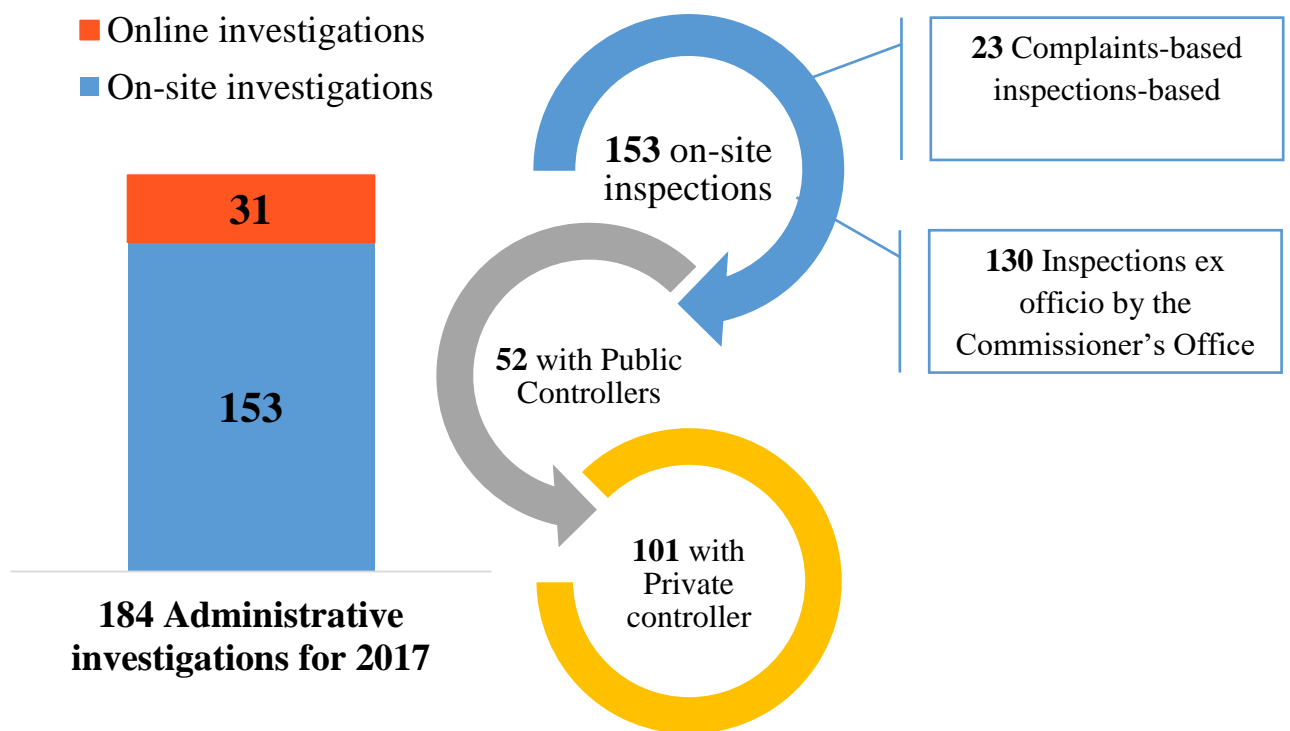 Online investigations
On-site investigations
31
153
184 Administrative
investigations for 2017
153 on-site
inspections
23 Complaints-based
inspections-based
130 Inspections ex
officio by the
Commissioner’s Office
52 with Public
Controllers
101 with
Private
controller